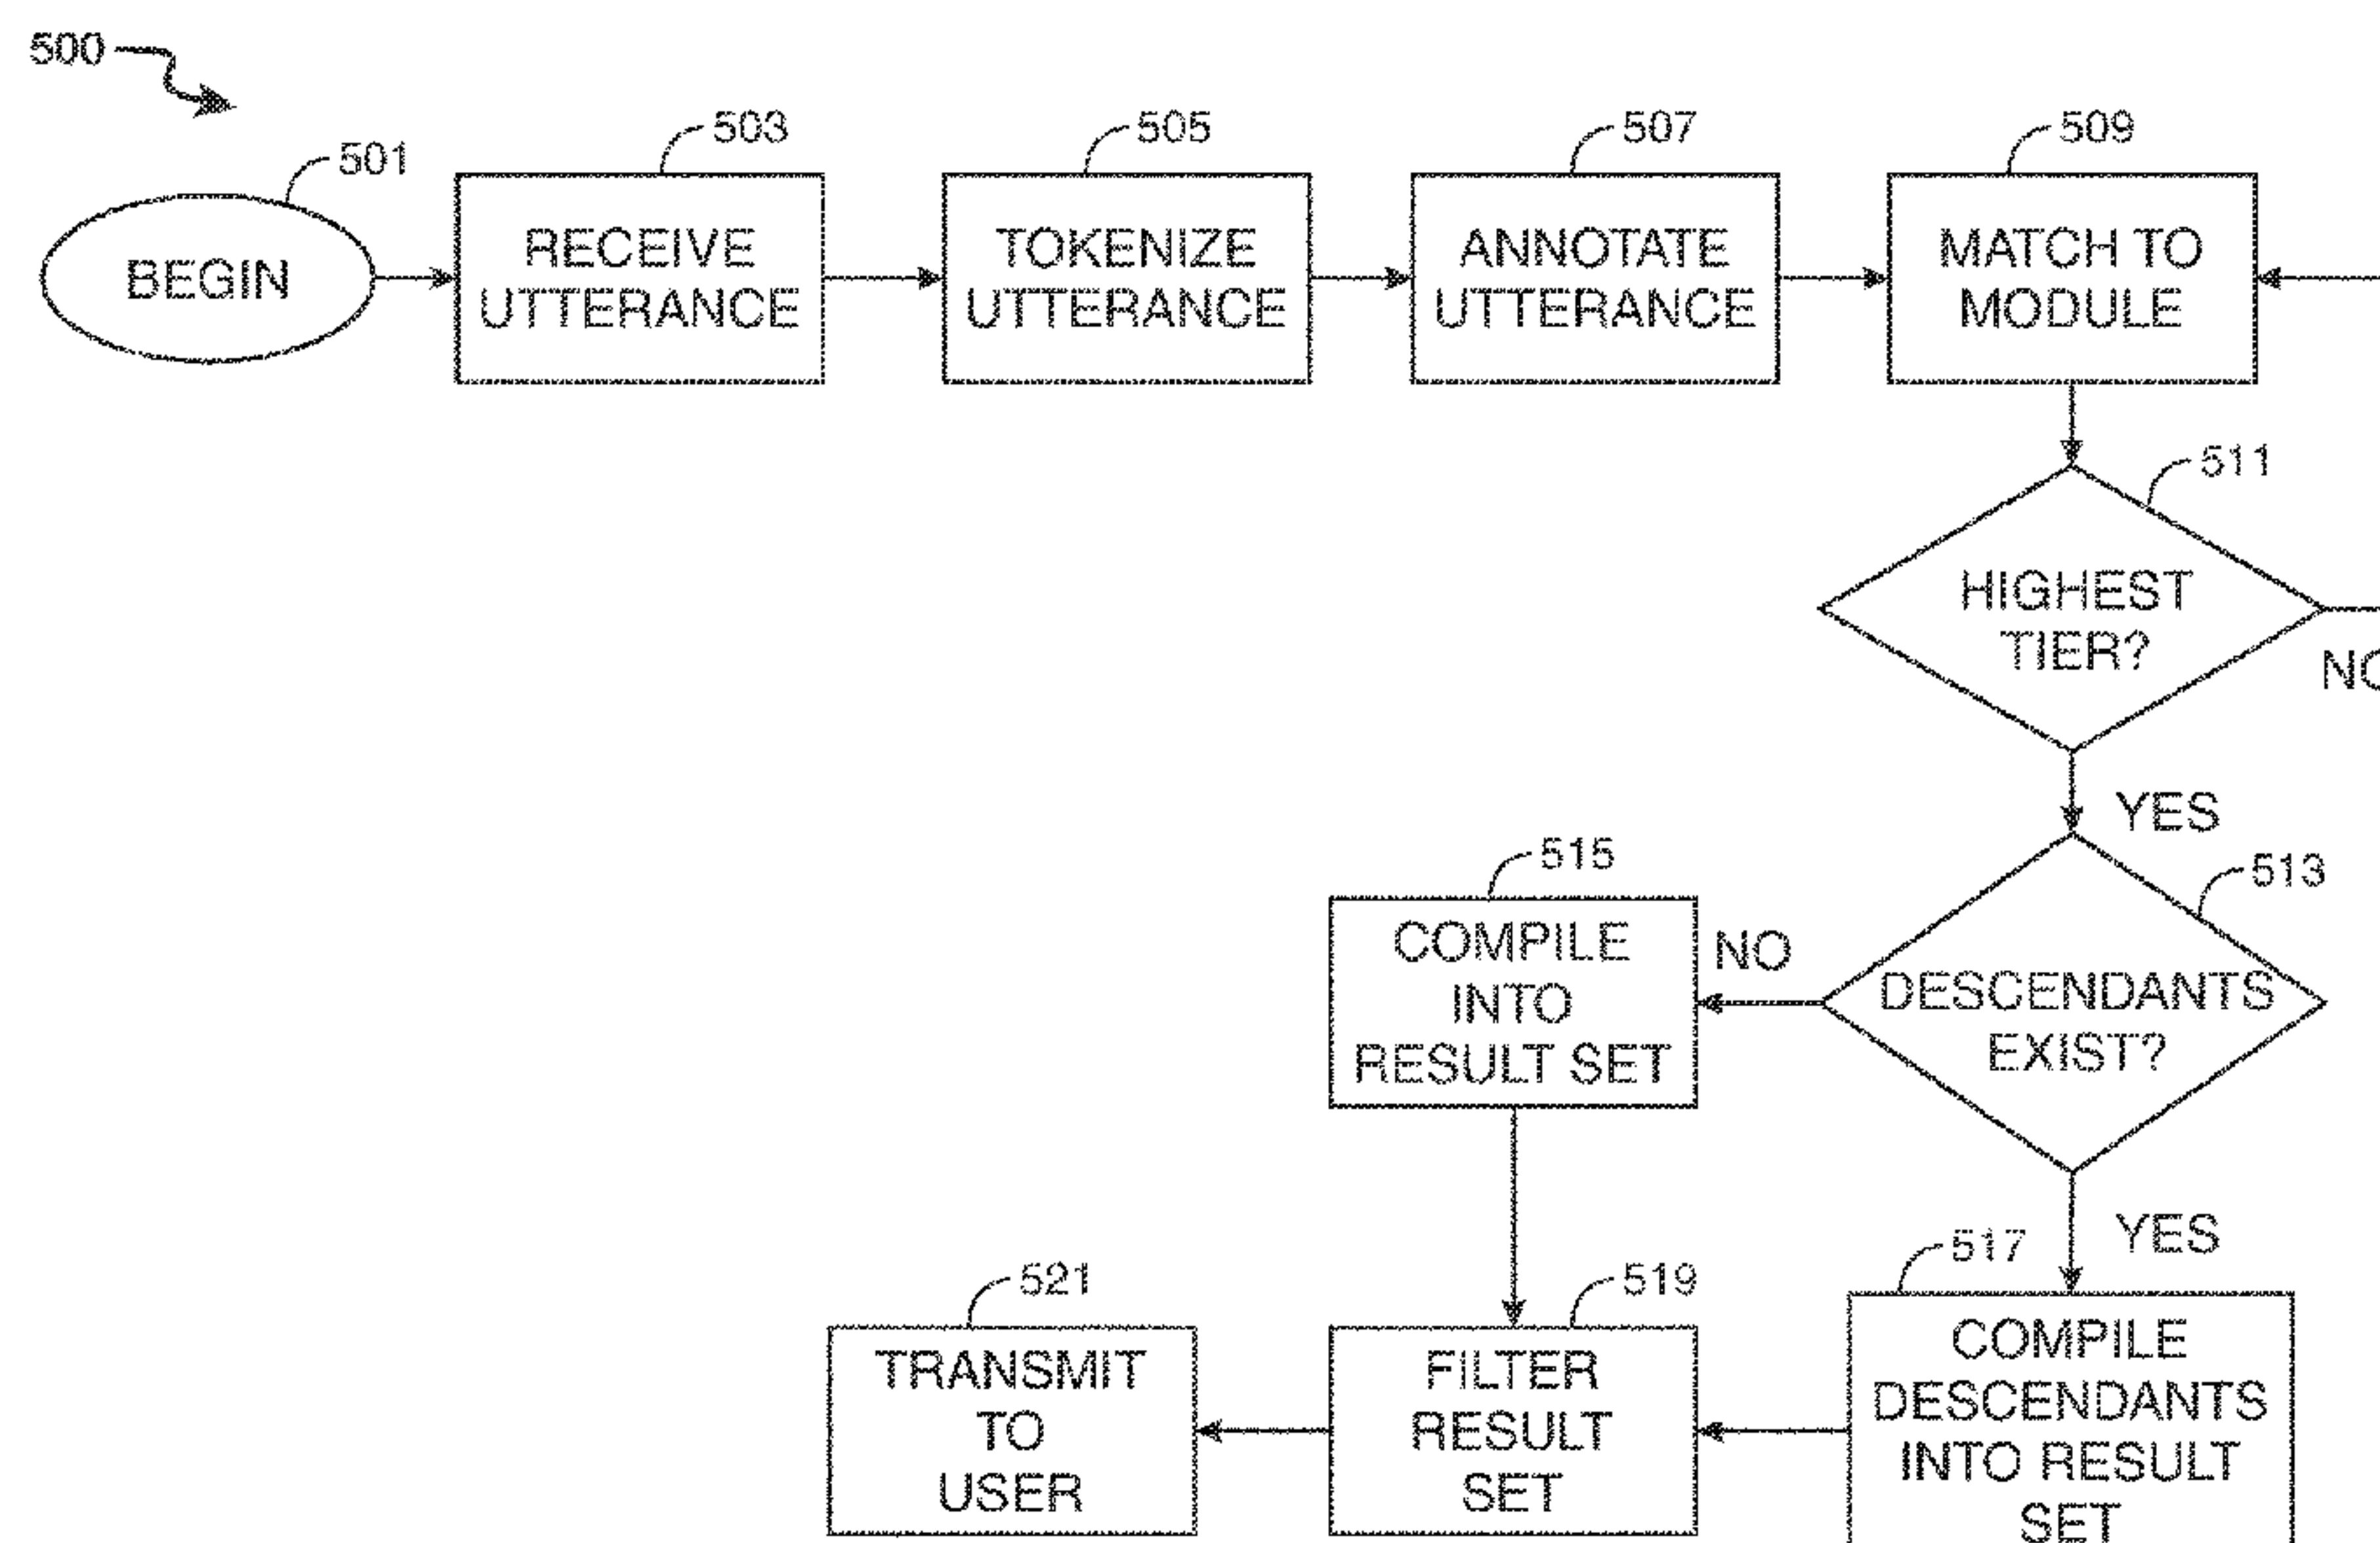 500
501
503
505
507
509
BEGIN
RECEIVE
UTTERANCE
TOKENIZE
UTTERANCE
ANNOTATE
UTTERANCE
MATCH TO
MODULE
511
HIGHEST
TIER?
NO
YES
513
DESCENDANTS
EXIST?
NO
515
COMPILE
INTO
RESULT SET
YES
517
COMPILE
DESCENDANTS
INTO RESULT
SET
519
FILTER
RESULT
SET
521
TRANSMIT
TO
USER